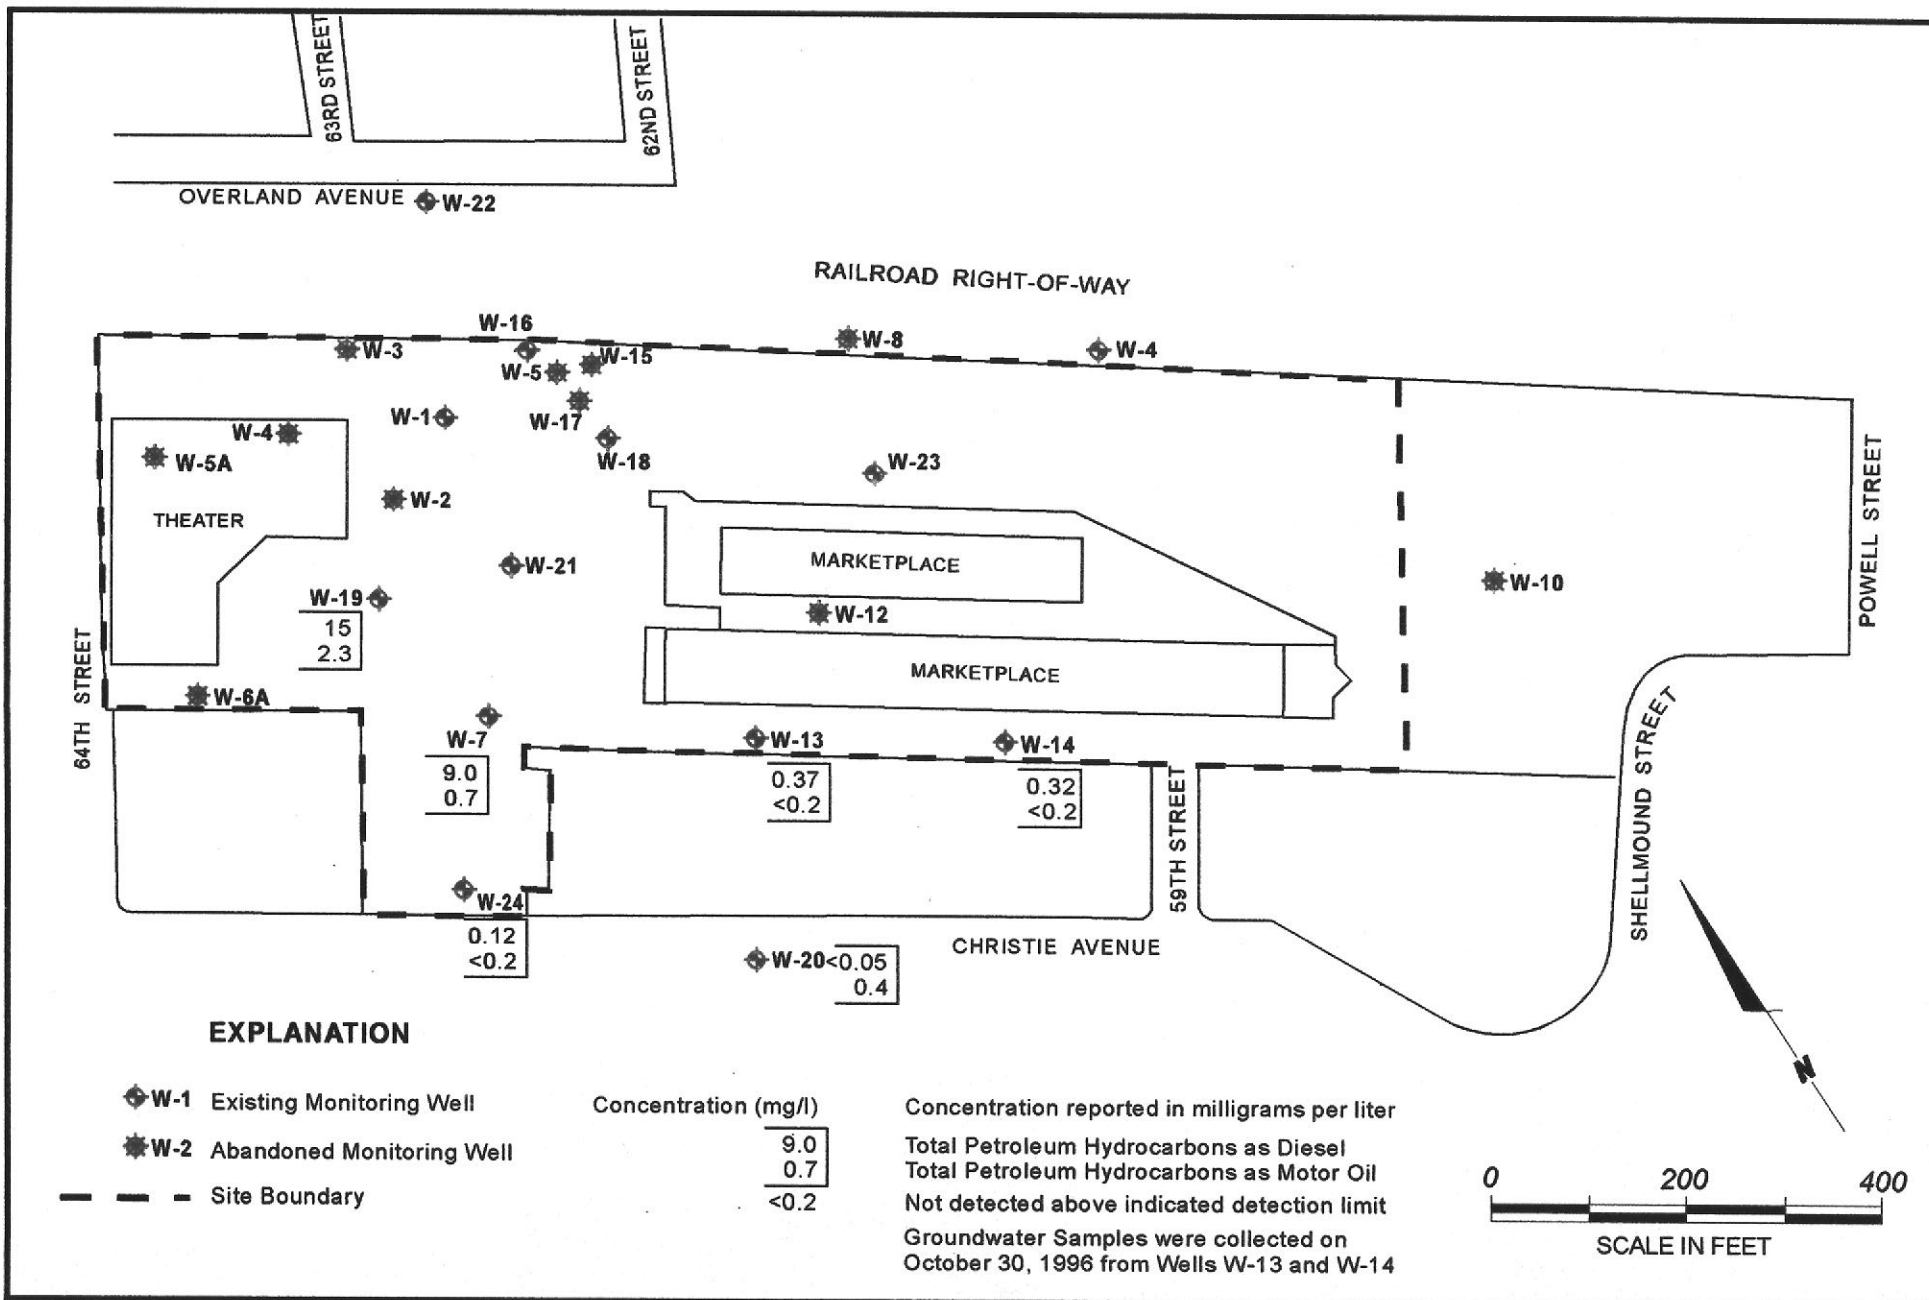 63RD STREET
62ND STREET
OVERLAND AVENUE
W-22
RAILROAD RIGHT-OF-WAY
W-16
W-3
W-8
W-4
W-15
W-5
W-1
W-17
W-4
W-18
W-5A
W-23
W-2
THEATER
MARKETPLACE
W-21
W-10
POWELL STREET
W-19
15
2.3
W-12
MARKETPLACE
64TH STREET
W-6A
W-7
9.0
0.7
W-13
0.37
<0.2
W-14
0.32
<0.2
59TH STREET
SHELLMOUND STREET
W-24
0.12
<0.2
CHRISTIE AVENUE
W-20
<0.05
0.4
N
EXPLANATION
W-1 Existing Monitoring Well
W-2 Abandoned Monitoring Well
Site Boundary
Concentration (mg/l)
9.0
0.7
<0.2
Concentration reported in milligrams per liter
Total Petroleum Hydrocarbons as Diesel
Total Petroleum Hydrocarbons as Motor Oil
Not detected above indicated detection limit
Groundwater Samples were collected on
October 30, 1996 from Wells W-13 and W-14
0 200 400
SCALE IN FEET